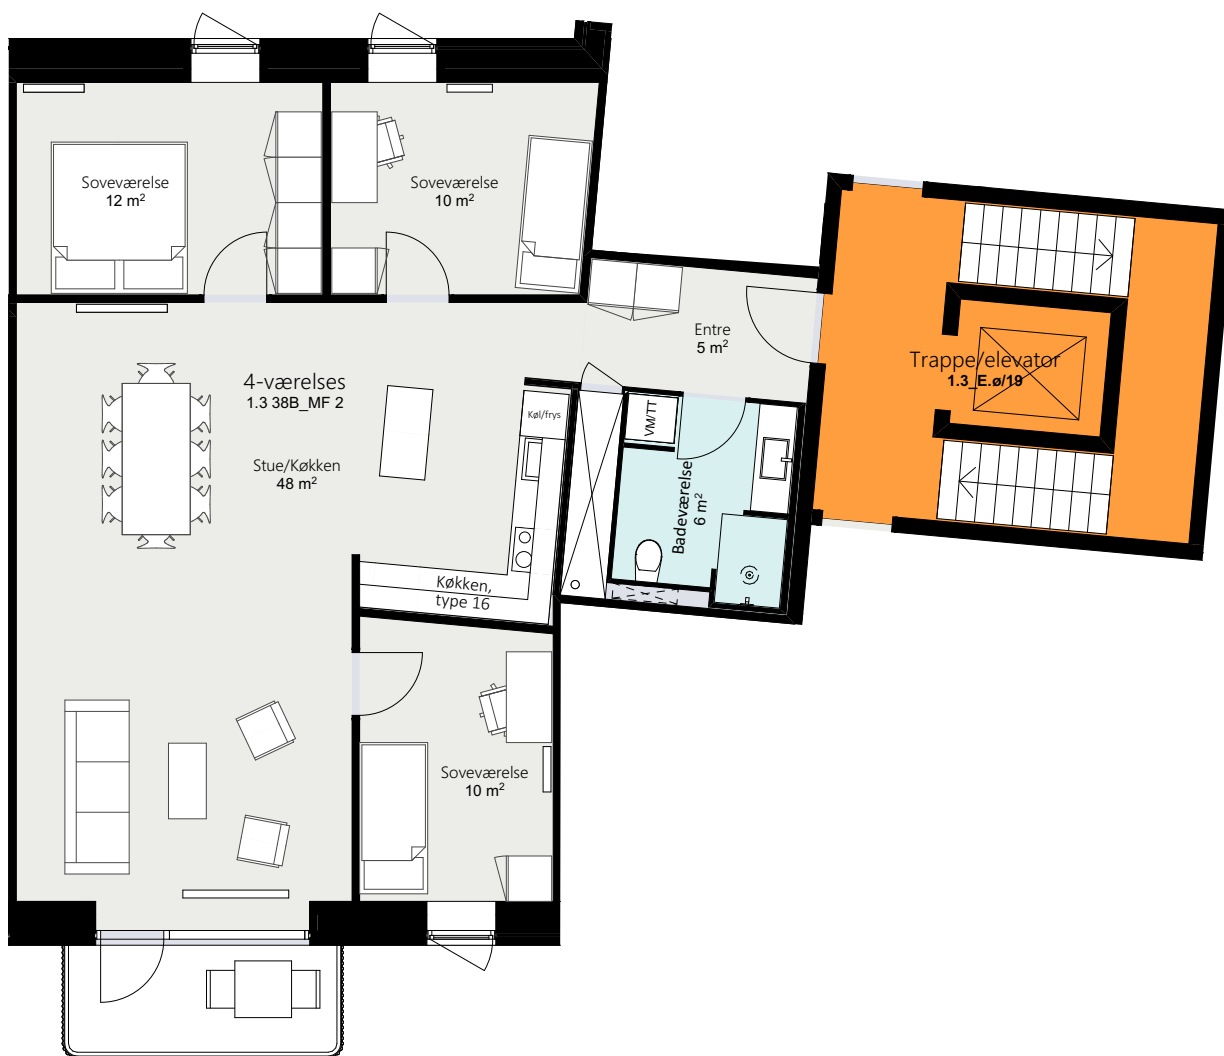 Soveværelse
12 m²
Soveværelse
10 m²
Entre
5 m²
Trappe/elevator
1.3_E.ø/19
4-værelses
1.3 38B_MF 2
Køl/frys
VM/TT
Stue/Køkken
48 m²
Badeværelse
6 m²
Køkken,
type 16
Soveværelse
10 m²